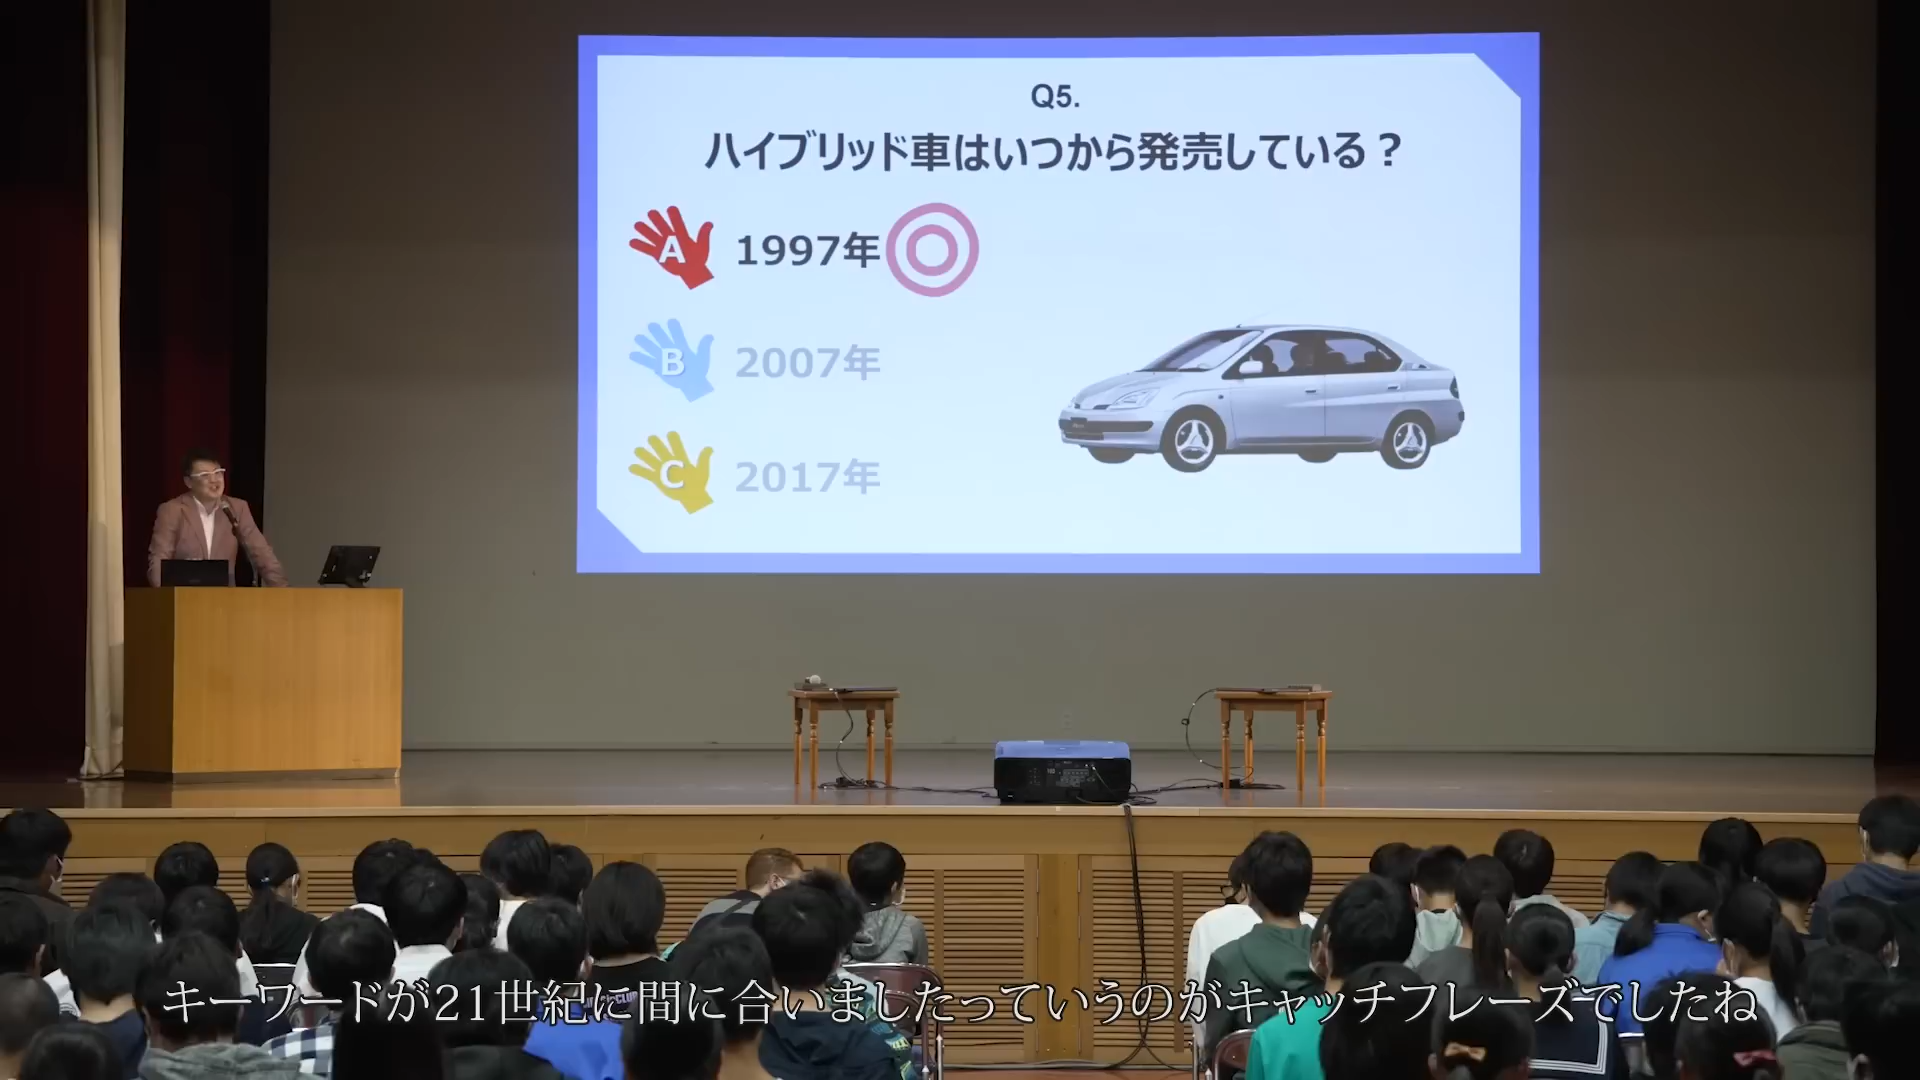 Q5.
ハイブリッド車はいつから発売している？
A 1997年
B 2007年
C 2017年
キーワードが21世紀に間に合いましたっていうのがキャッチフレーズでしたね